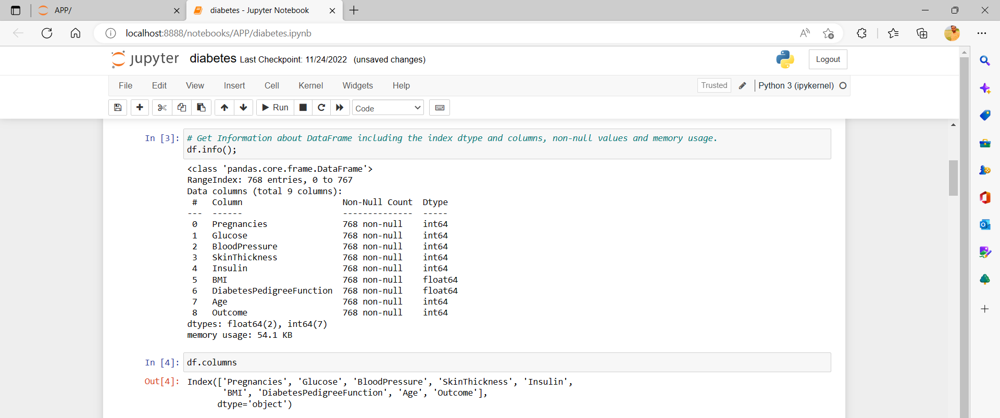 APP/
diabetes - Jupyter Notebook
localhost:8888/notebooks/APP/diabetes.ipynb
jupyter diabetes Last Checkpoint: 11/24/2022 (unsaved changes)
Logout
File Edit View Insert Cell Kernel Widgets Help
Trusted
Python 3 (ipykernel)
Run
Code
In [3]: # Get Information about DataFrame including the index dtype and columns, non-null values and memory usage.
df.info();
<class 'pandas.core.frame.DataFrame'>
RangeIndex: 768 entries, 0 to 767
Data columns (total 9 columns):
 #   Column                    Non-Null Count  Dtype
---  ------                    --------------  -----
 0   Pregnancies               768 non-null    int64
 1   Glucose                   768 non-null    int64
 2   BloodPressure             768 non-null    int64
 3   SkinThickness             768 non-null    int64
 4   Insulin                   768 non-null    int64
 5   BMI                       768 non-null    float64
 6   DiabetesPedigreeFunction  768 non-null    float64
 7   Age                       768 non-null    int64
 8   Outcome                   768 non-null    int64
dtypes: float64(2), int64(7)
memory usage: 54.1 KB
In [4]: df.columns
Out[4]: Index(['Pregnancies', 'Glucose', 'BloodPressure', 'SkinThickness', 'Insulin',
       'BMI', 'DiabetesPedigreeFunction', 'Age', 'Outcome'],
      dtype='object')